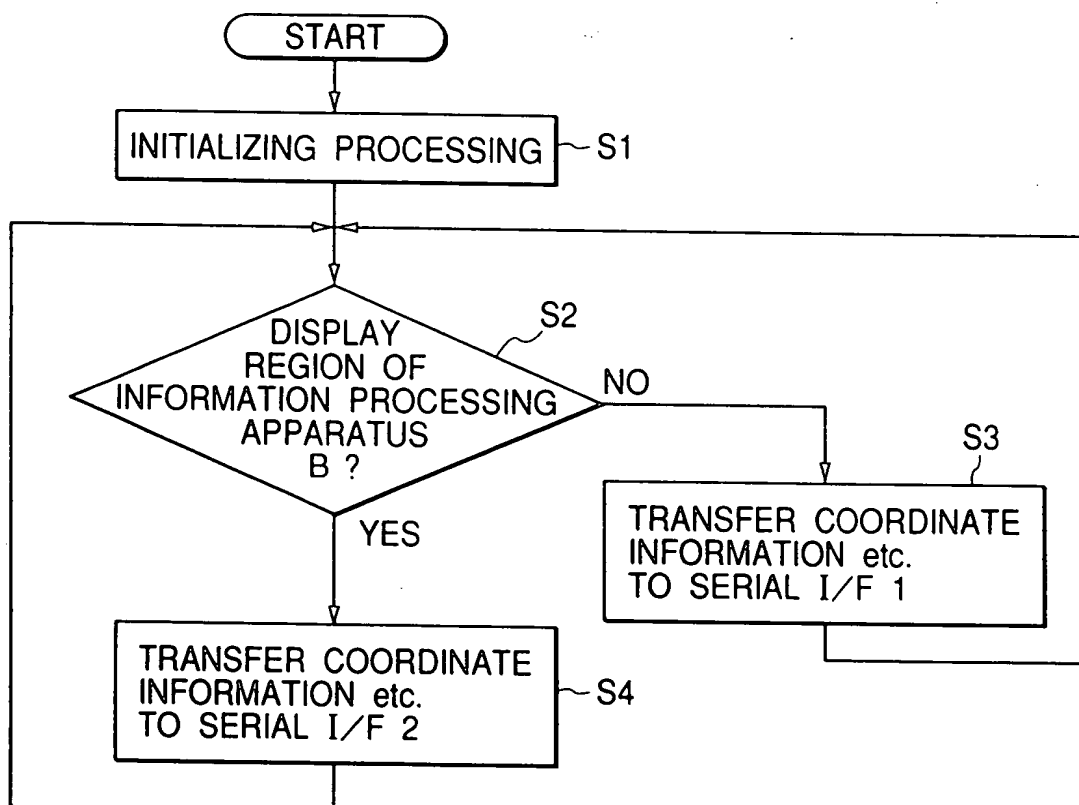 START
INITIALIZING PROCESSING
S1
DISPLAY
REGION OF
INFORMATION PROCESSING
APPARATUS
B ?
S2
NO
YES
S3
TRANSFER COORDINATE
INFORMATION etc.
TO SERIAL I/F 1
TRANSFER COORDINATE
INFORMATION etc.
TO SERIAL I/F 2
S4